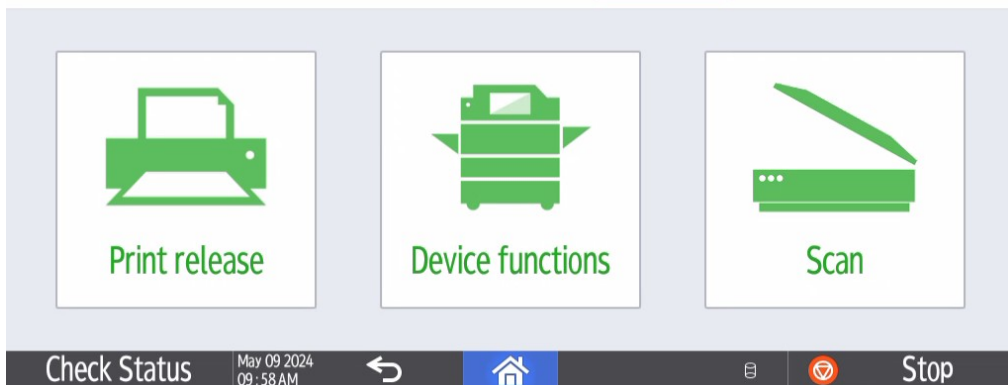 Print release
Device functions
Scan
Check Status
May 09 2024
09:58 AM
Stop